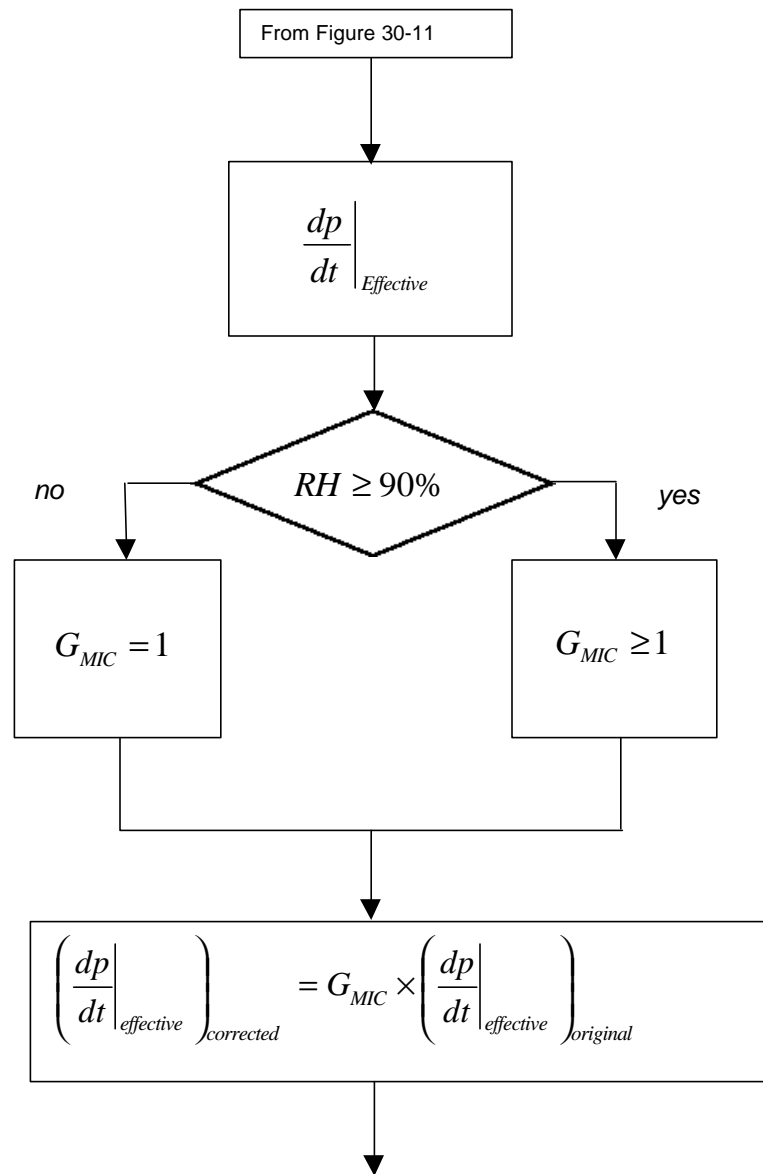 From Figure 30-11
dp/dt|Effective
RH ≥ 90%
no
yes
G_MIC = 1
G_MIC ≥ 1
(dp/dt|effective)corrected = G_MIC × (dp/dt|effective)original